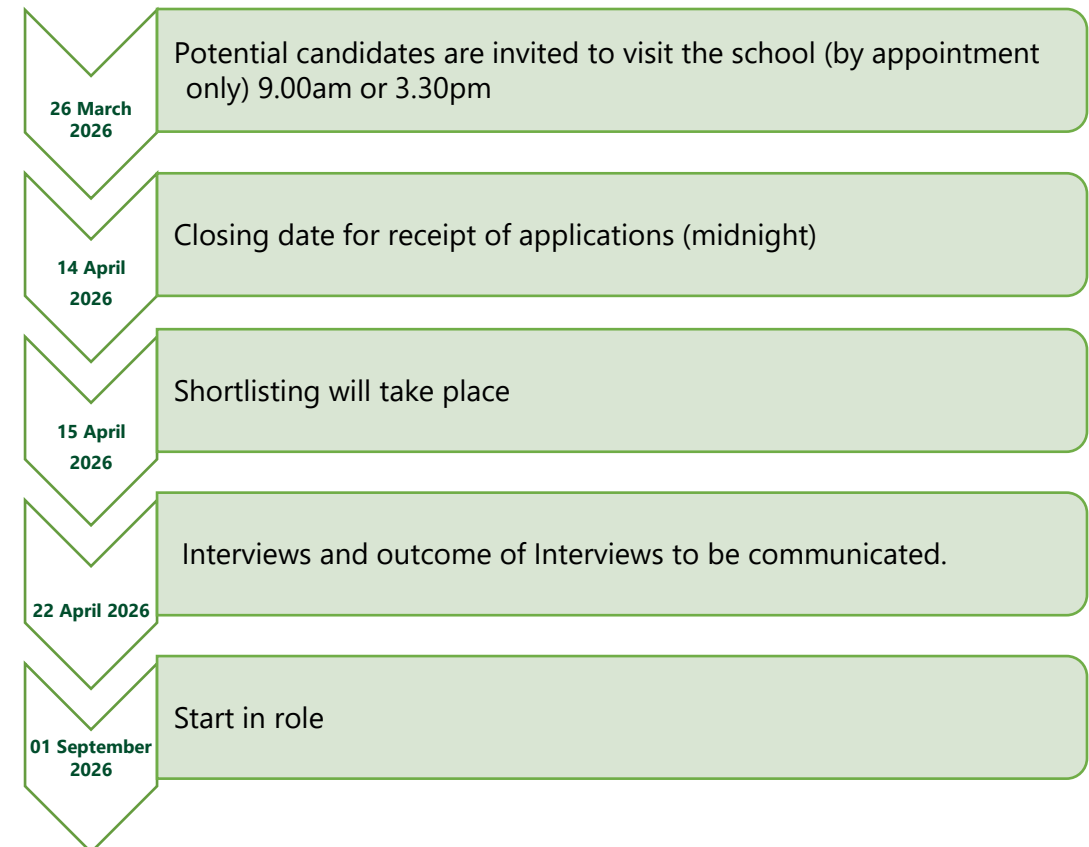 26 March
2026
Potential candidates are invited to visit the school (by appointment
only) 9.00am or 3.30pm
14 April
2026
Closing date for receipt of applications (midnight)
15 April
2026
Shortlisting will take place
22 April 2026
Interviews and outcome of Interviews to be communicated.
01 September
2026
Start in role